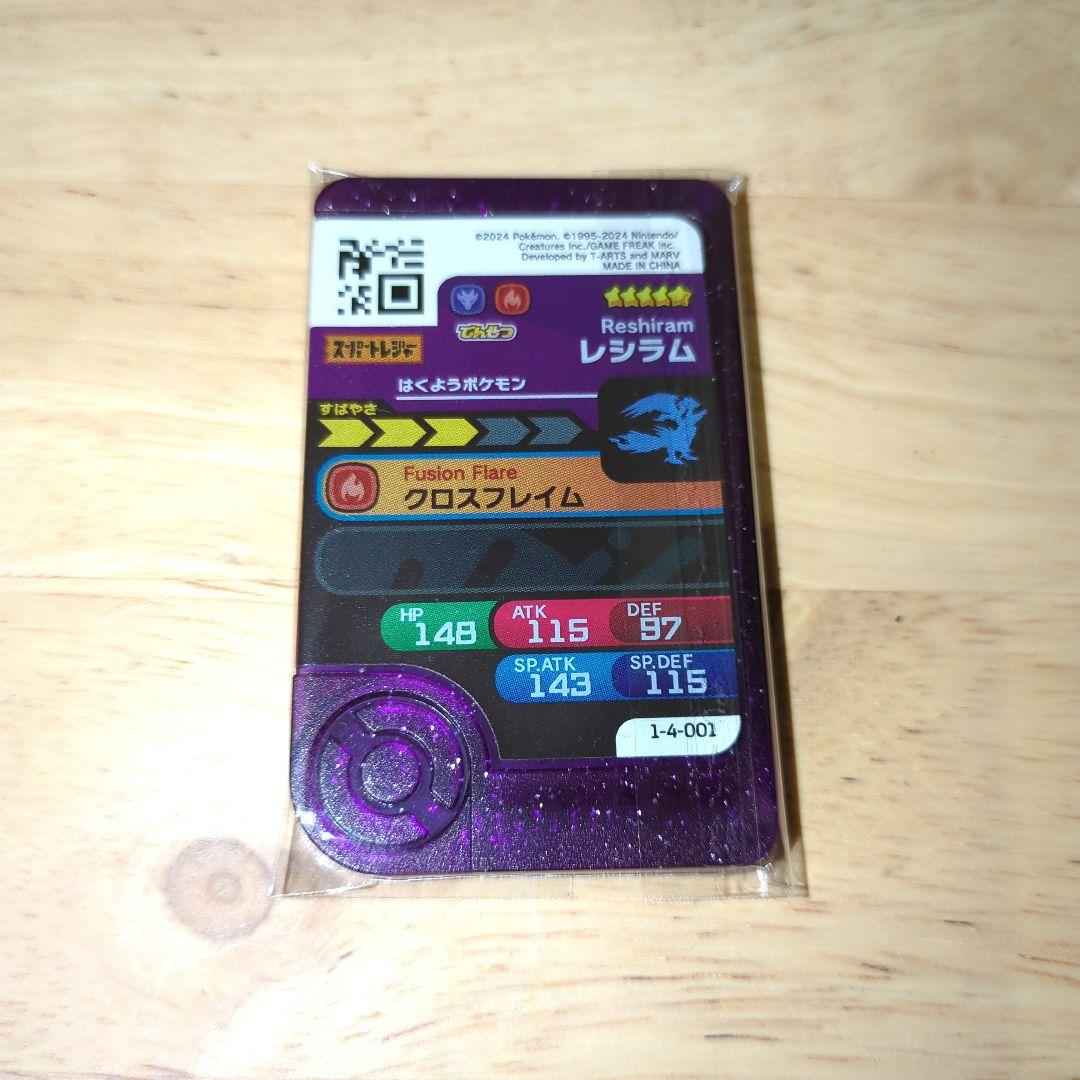 ©2024 Pokémon. ©1995-2024 Nintendo/
Creatures Inc./GAME FREAK Inc.
Developed by T-ARTS and MARV
MADE IN CHINA
でんせつ
Reshiram
スーパートレジャー
レシラム
はくようポケモン
すばやさ
Fusion Flare
クロスフレイム
HP
148
ATK
115
DEF
97
SP.ATK
143
SP.DEF
115
1-4-001